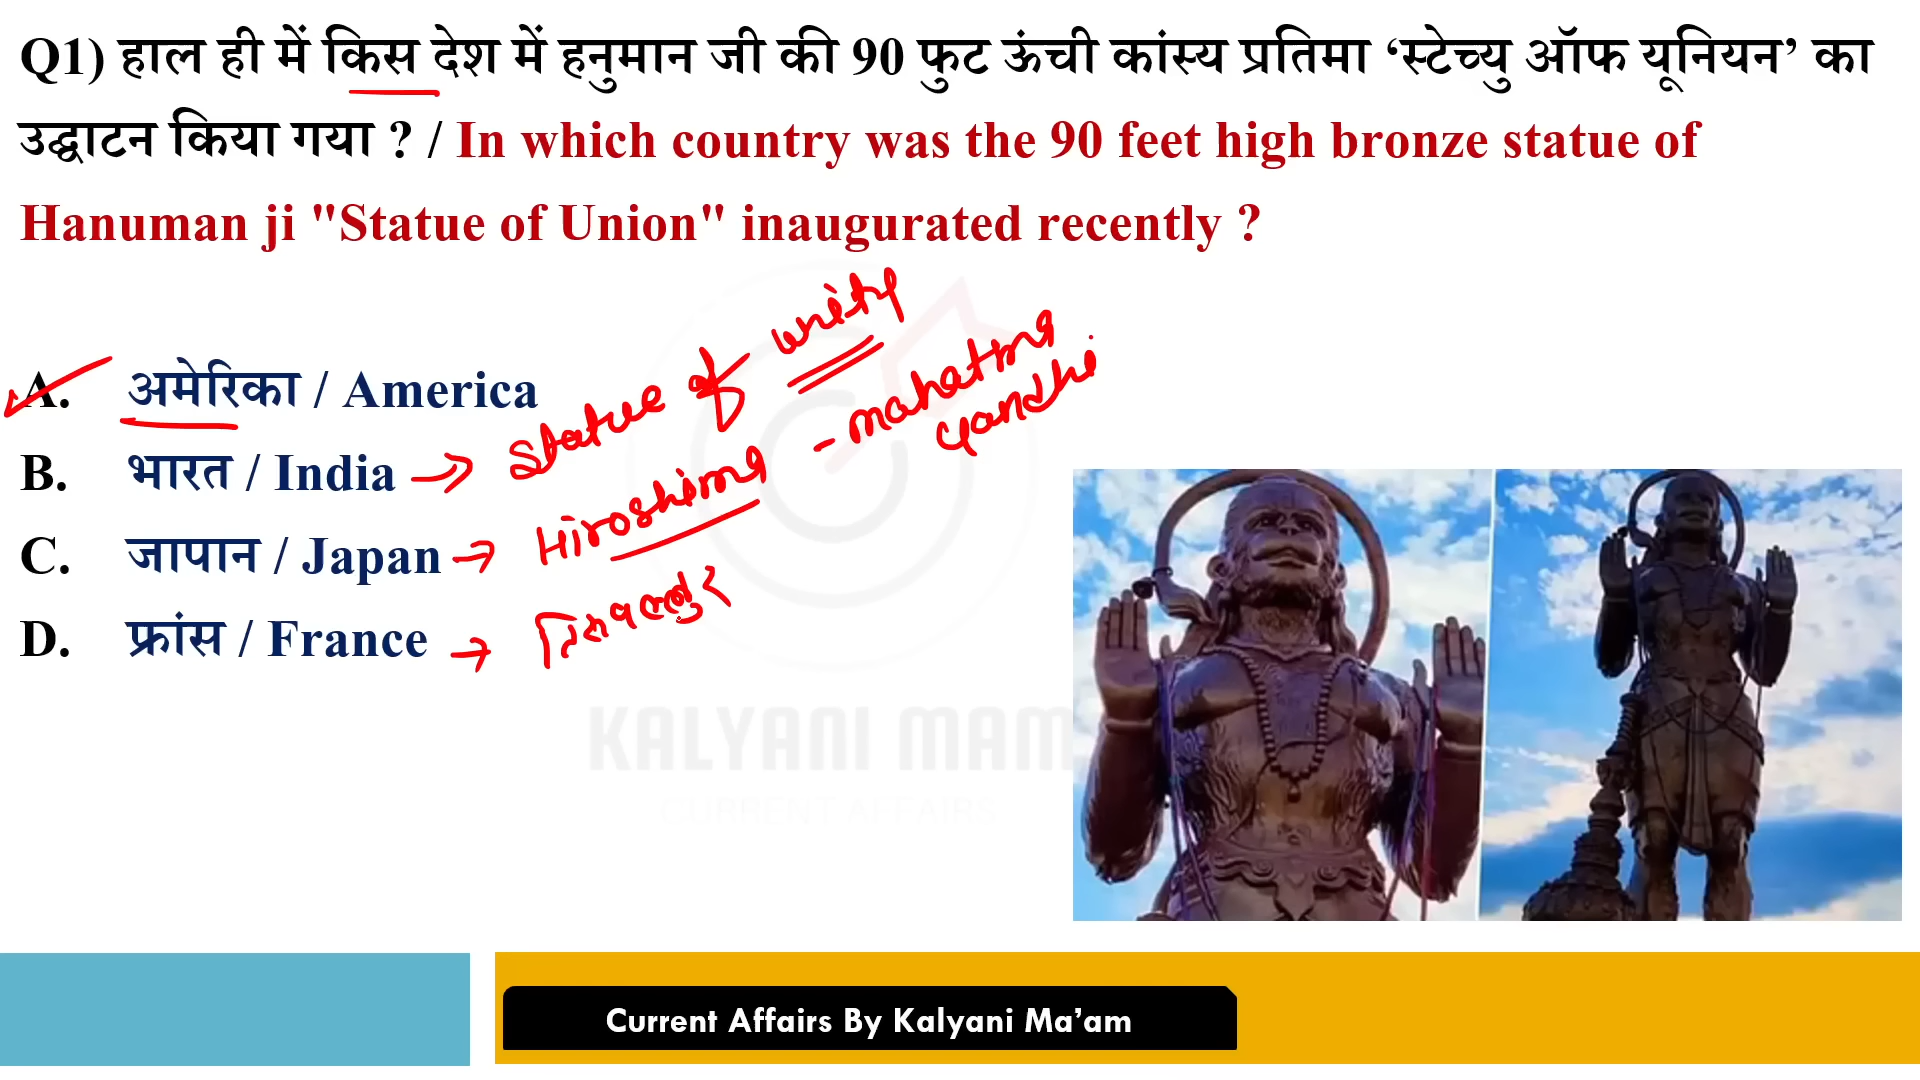 Q1) हाल ही में किस देश में हनुमान जी की 90 फुट ऊंची कांस्य प्रतिमा ‘स्टेच्यु ऑफ यूनियन’ का
उद्घाटन किया गया ? / In which country was the 90 feet high bronze statue of
Hanuman ji "Statue of Union" inaugurated recently ?
A. अमेरिका / America
B. भारत / India → Statue of unity
C. जापान / Japan → Hiroshima - mahatma gandhi
D. फ्रांस / France →
KALYANI MAM
CURRENT AFFAIRS
Current Affairs By Kalyani Ma’am